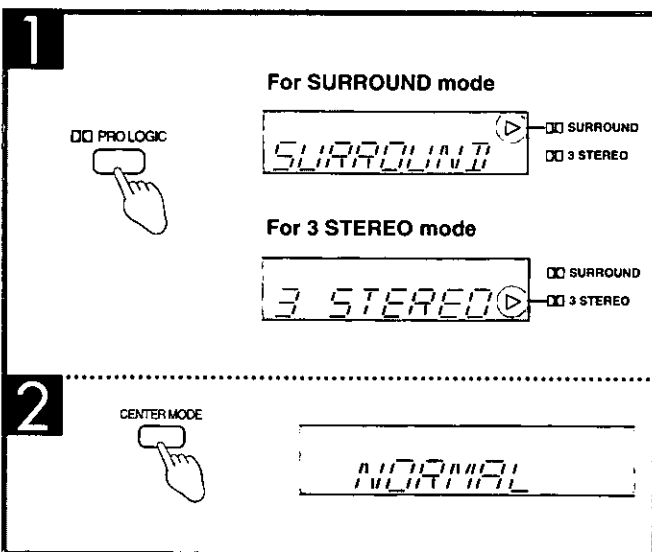 1
For SURROUND mode
PRO LOGIC
SURROUND
SURROUND
3 STEREO
For 3 STEREO mode
SURROUND
3 STEREO
3 STEREO
2
CENTER MODE
NORMAL